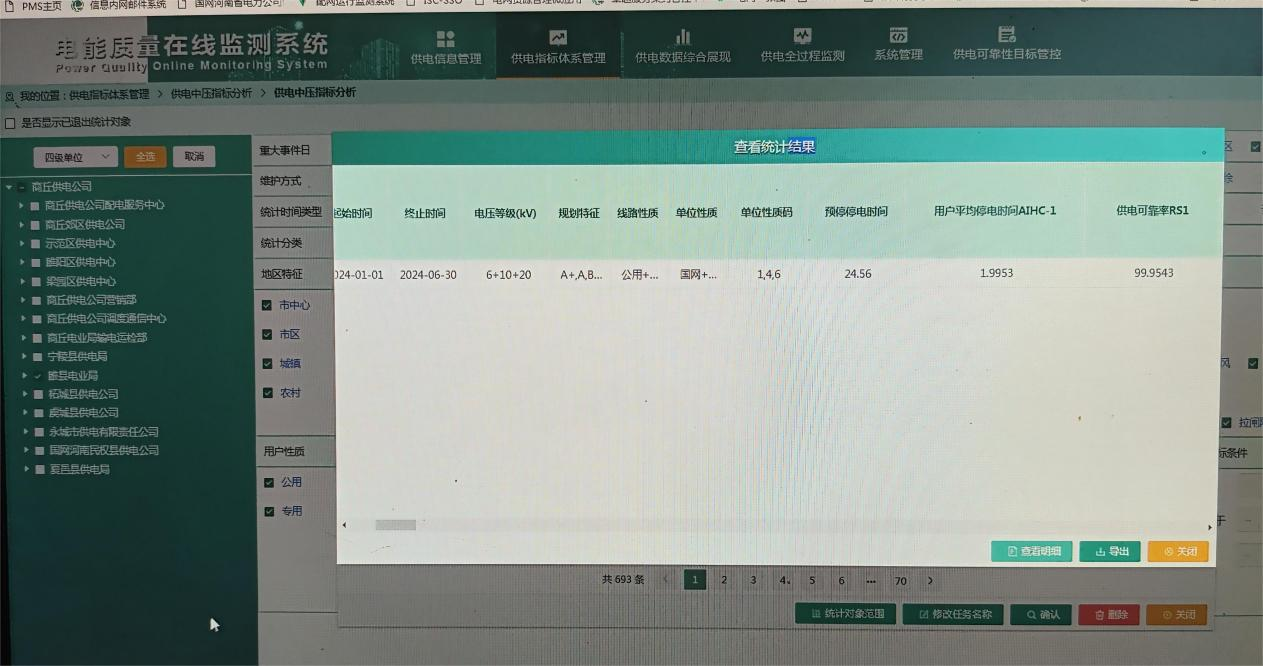 PMS主页 信息内网邮件系统 国网河南省电力公司 配网运行监测系统 ISC-SSO
电能质量在线监测系统
Power Quality Online Monitoring System
供电信息管理 供电指标体系管理 供电数据综合展现 供电全过程监测 系统管理 供电可靠性目标管控
我的位置：供电指标体系管理 > 供电中压指标分析 > 供电中压指标分析
是否显示已退出统计对象
四级单位 全选 取消
商丘供电公司
商丘供电公司配电服务中心
商丘郊区供电公司
示范区供电中心
睢阳区供电中心
梁园区供电中心
商丘供电公司营销部
商丘供电公司调度通信中心
商丘电业局输电运检部
宁陵县供电局
睢县电业局
柘城县供电公司
虞城县供电公司
永城市供电有限责任公司
国网河南民权县供电公司
夏邑县供电局
重大事件日
维护方式
统计时间类型
统计分类
地区特征
市中心
市区
城镇
农村
用户性质
公用
专用
查看统计结果
起始时间 终止时间 电压等级(kV) 规划特征 线路性质 单位性质 单位性质码 预停停电时间 用户平均停电时间AIHC-1 供电可靠率RS1
024-01-01 2024-06-30 6+10+20 A+,A,B... 公用+... 国网+... 1,4,6 24.56 1.9953 99.9543
查看明细 导出 关闭
共 693 条 < 1 2 3 4 5 6 ... 70 >
统计对象范围 修改任务名称 确认 删除 关闭
区
风
拉闸
标条件
于